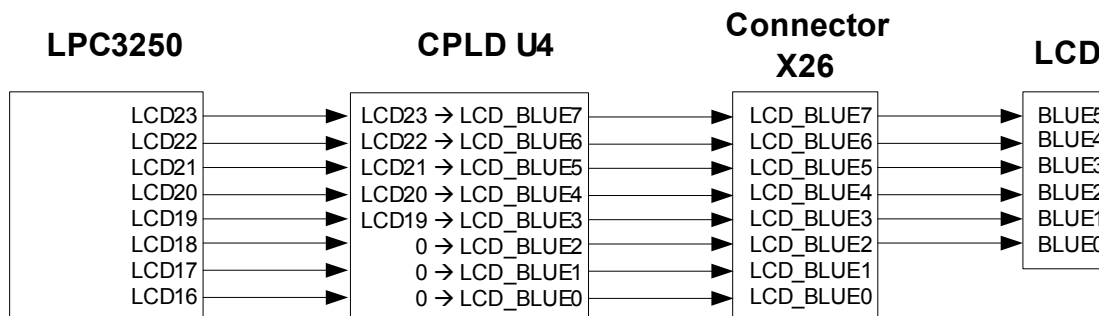 LPC3250
CPLD U4
Connector
X26
LCD
LCD23
LCD22
LCD21
LCD20
LCD19
LCD18
LCD17
LCD16
LCD23 → LCD_BLUE7
LCD22 → LCD_BLUE6
LCD21 → LCD_BLUE5
LCD20 → LCD_BLUE4
LCD19 → LCD_BLUE3
0 → LCD_BLUE2
0 → LCD_BLUE1
0 → LCD_BLUE0
LCD_BLUE7
LCD_BLUE6
LCD_BLUE5
LCD_BLUE4
LCD_BLUE3
LCD_BLUE2
LCD_BLUE1
LCD_BLUE0
BLUE5
BLUE4
BLUE3
BLUE2
BLUE1
BLUE0